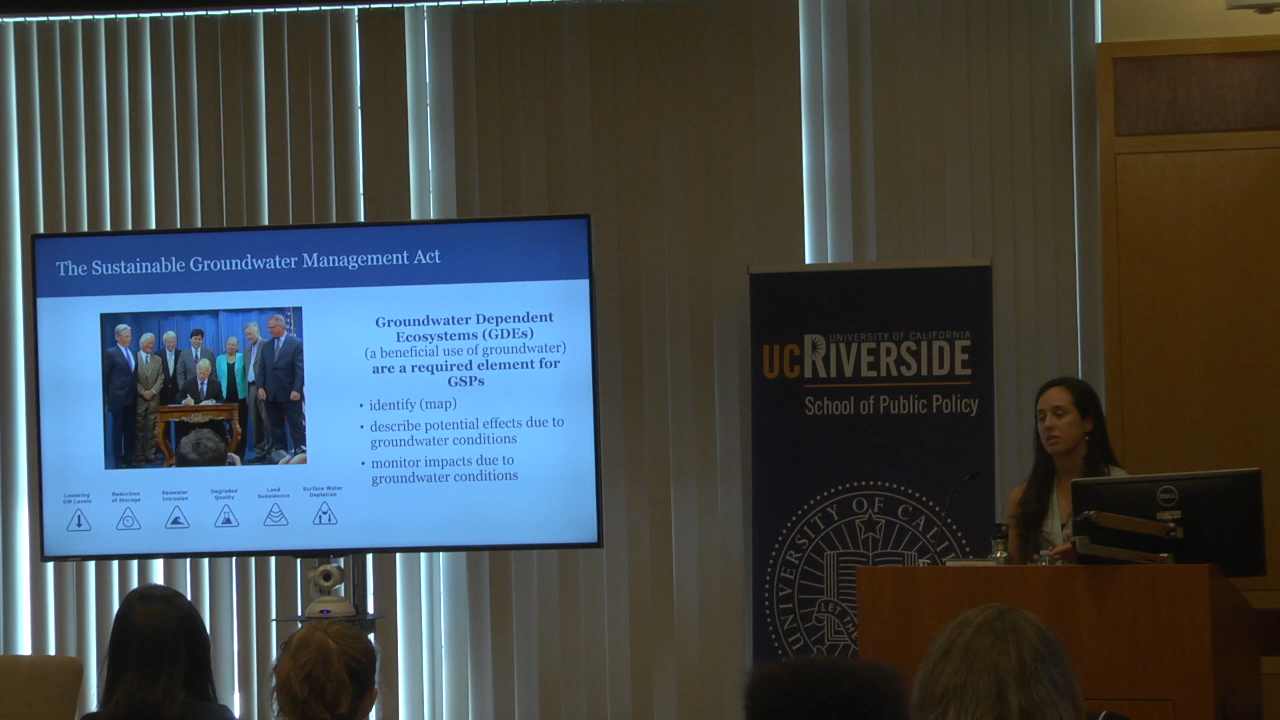 The Sustainable Groundwater Management Act
Groundwater Dependent
Ecosystems (GDEs)
(a beneficial use of groundwater)
are a required element for
GSPs
• identify (map)
• describe potential effects due to
groundwater conditions
• monitor impacts due to
groundwater conditions
Lowering
GW Levels
Reduction
of Storage
Seawater
Intrusion
Degraded
Quality
Land
Subsidence
Surface Water
Depletion
UNIVERSITY OF CALIFORNIA
UCRIVERSIDE
School of Public Policy
UNIVERSITY OF CALI
LET THE
DELL